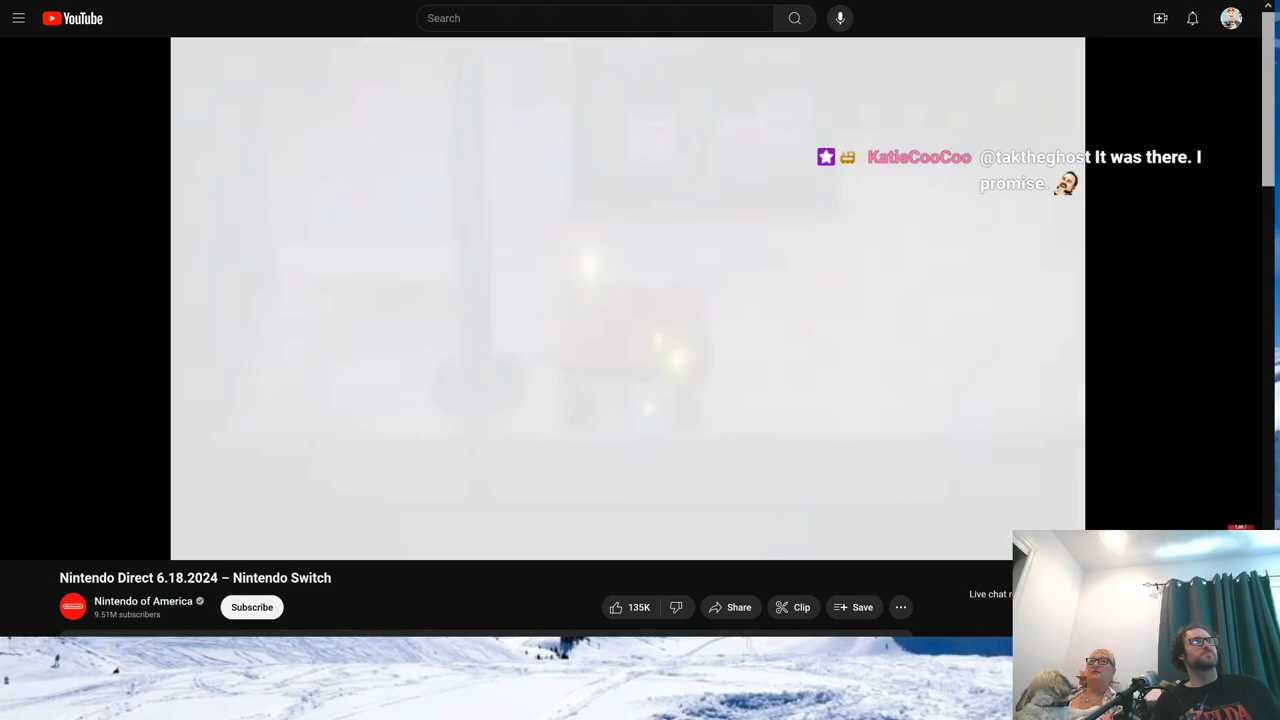 YouTube
Search
KatieCooCoo @taktheghost It was there. I
promise.
Nintendo Direct 6.18.2024 – Nintendo Switch
Nintendo of America
9.51M subscribers
Subscribe
135K
Share
Clip
Save
Live chat
ZELDA